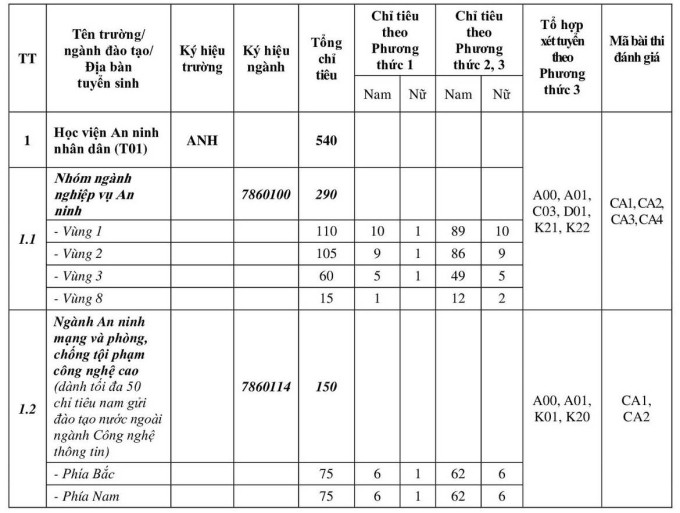 TT
Tên trường/
ngành đào tạo/
Địa bàn
tuyển sinh
Ký hiệu
trường
Ký hiệu
ngành
Tổng
chỉ
tiêu
Chỉ tiêu
theo
Phương
thức 1
Chỉ tiêu
theo
Phương
thức 2, 3
Tổ hợp
xét tuyển
theo
Phương
thức 3
Mã bài thi
đánh giá
Nam Nữ Nam Nữ
1
Học viện An ninh
nhân dân (T01)
ANH 540
1.1
Nhóm ngành
nghiệp vụ An
ninh
7860100 290
A00, A01,
C03, D01,
K21, K22
CA1, CA2,
CA3, CA4
- Vùng 1 110 10 1 89 10
- Vùng 2 105 9 1 86 9
- Vùng 3 60 5 1 49 5
- Vùng 8 15 1 12 2
1.2
Ngành An ninh
mạng và phòng,
chống tội phạm
công nghệ cao
(dành tối đa 50
chỉ tiêu nam gửi
đào tạo nước ngoài
ngành Công nghệ
thông tin)
7860114 150
A00, A01,
K01, K20
CA1,
CA2
- Phía Bắc 75 6 1 62 6
- Phía Nam 75 6 1 62 6